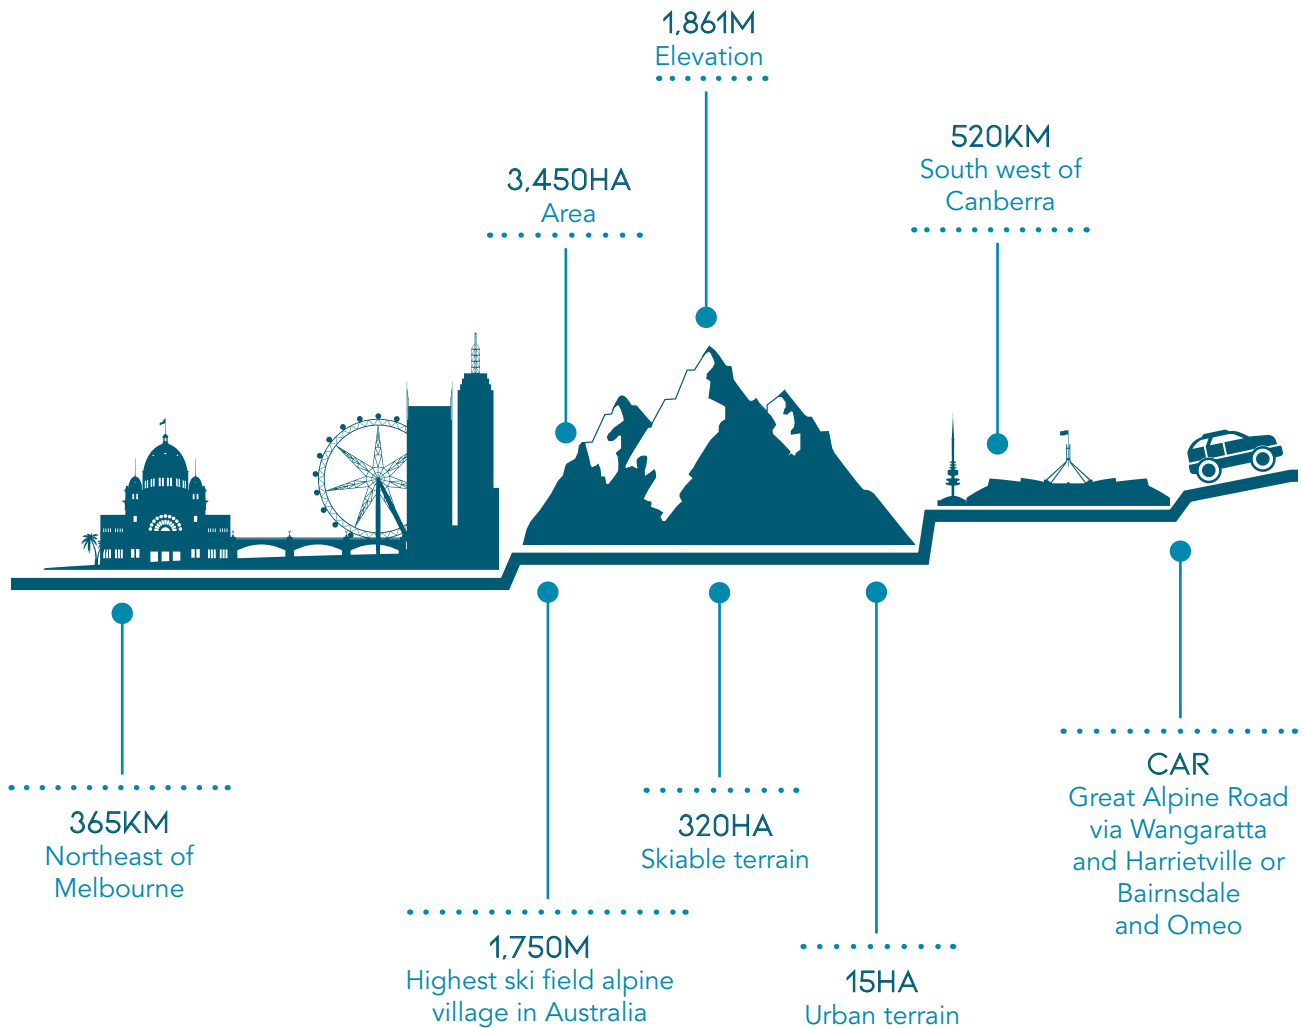 1,861M
Elevation
520KM
South west of
Canberra
3,450HA
Area
365KM
Northeast of
Melbourne
1,750M
Highest ski field alpine
village in Australia
320HA
Skiable terrain
15HA
Urban terrain
CAR
Great Alpine Road
via Wangaratta
and Harrietville or
Bairnsdale
and Omeo